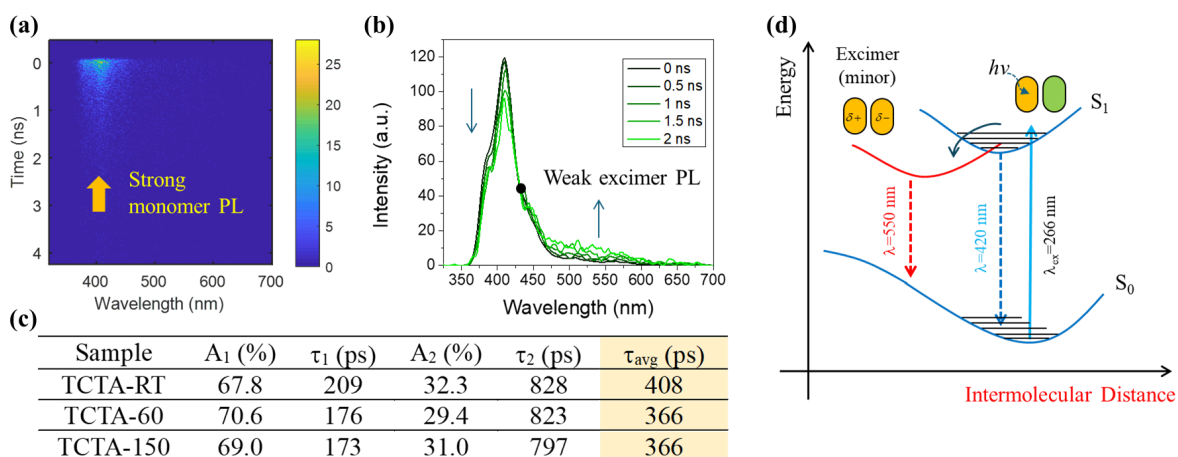 (a)
0
1
2
3
4
Time (ns)
Strong
monomer PL
400
500
600
700
Wavelength (nm)
25
20
15
10
5
0
(b)
120
100
80
60
40
20
0
Intensity (a.u.)
0 ns
0.5 ns
1 ns
1.5 ns
2 ns
Weak excimer PL
350 400 450 500 550 600 650 700
Wavelength (nm)
(c)
Sample A₁ (%) τ₁ (ps) A₂ (%) τ₂ (ps) τavg (ps)
TCTA-RT 67.8 209 32.3 828 408
TCTA-60 70.6 176 29.4 823 366
TCTA-150 69.0 173 31.0 797 366
(d)
Energy
Excimer
(minor)
δ+ δ−
hν
S₁
λ=550 nm
λ=420 nm
λex=266 nm
S₀
Intermolecular Distance